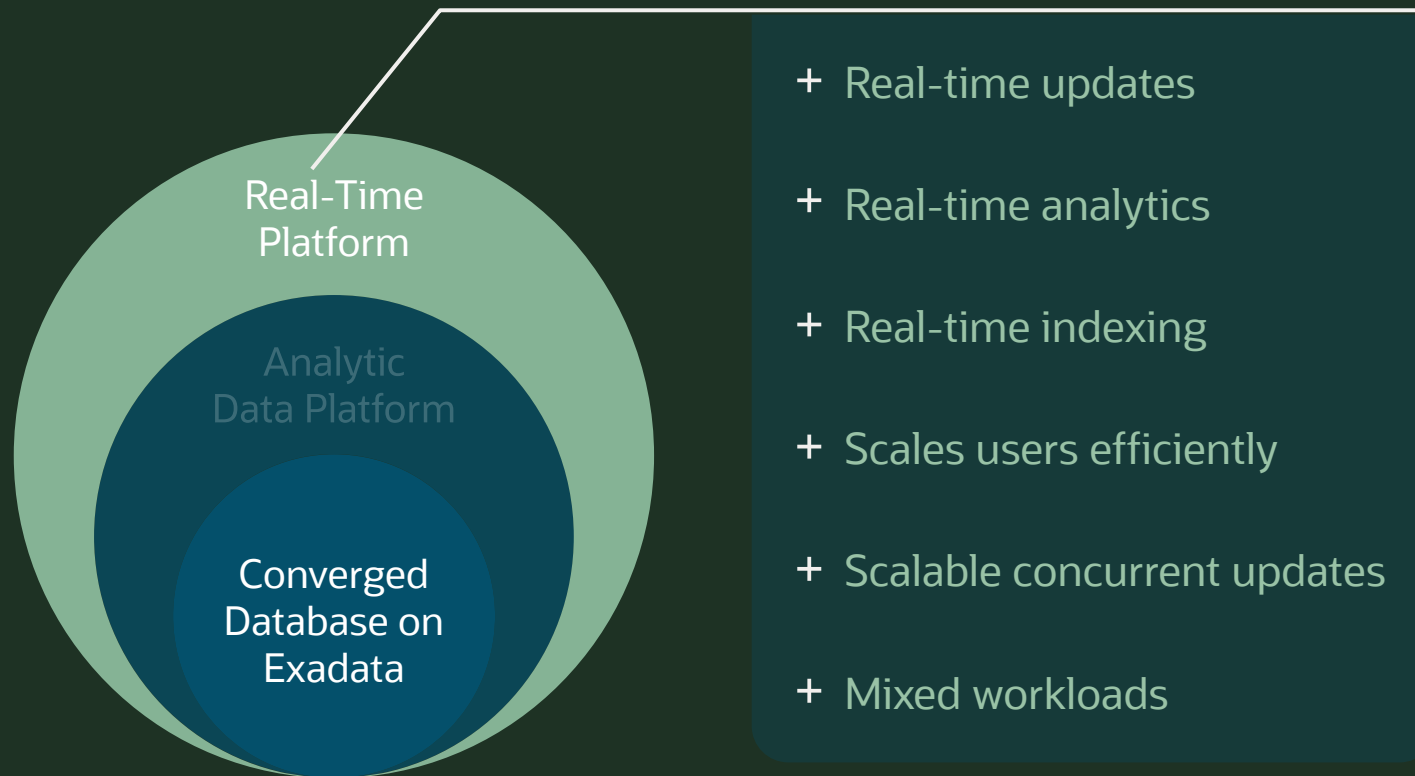 Real-Time
Platform
Analytic
Data Platform
Converged
Database on
Exadata
+ Real-time updates
+ Real-time analytics
+ Real-time indexing
+ Scales users efficiently
+ Scalable concurrent updates
+ Mixed workloads